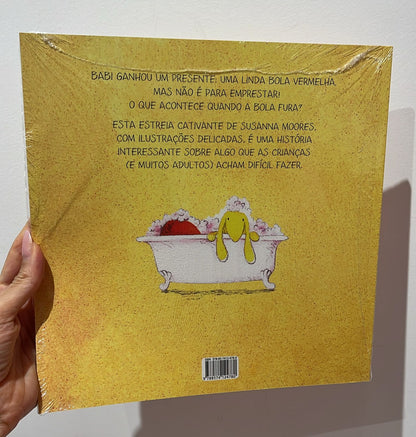 BABI GANHOU UM PRESENTE: UMA LINDA BOLA VERMELHA,
MAS NÃO É PARA EMPRESTAR!
O QUE ACONTECE QUANDO A BOLA FURA?
ESTA ESTREIA CATIVANTE DE SUSANNA MOORES,
COM ILUSTRAÇÕES DELICADAS, É UMA HISTÓRIA
INTERESSANTE SOBRE ALGO QUE AS CRIANÇAS
(E MUITOS ADULTOS) ACHAM DIFÍCIL FAZER.